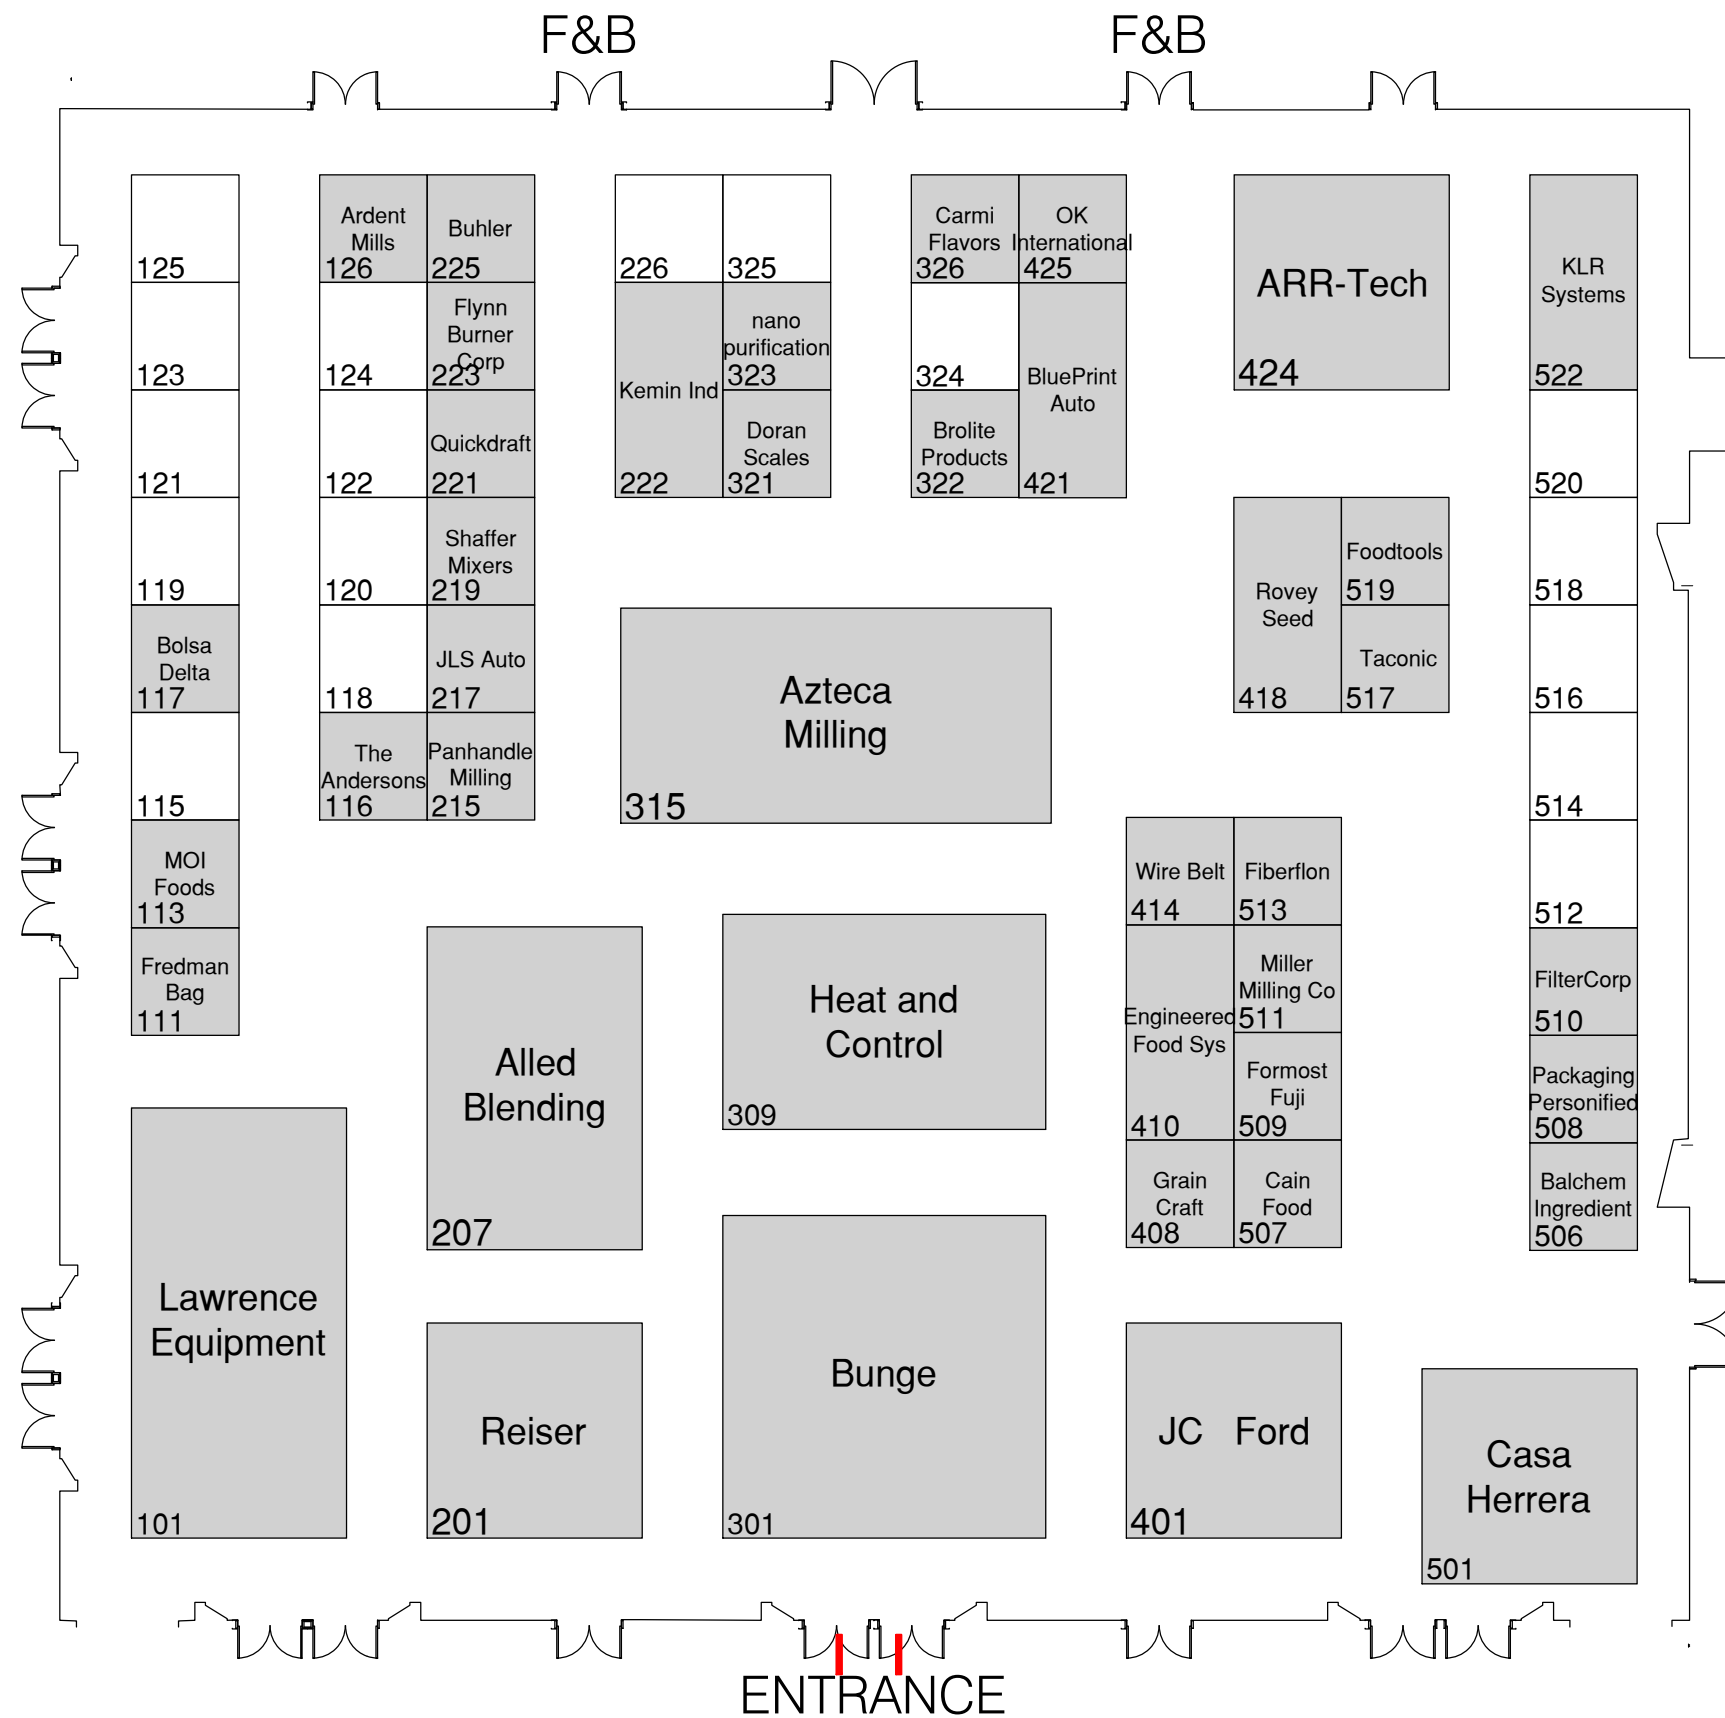 F&B
F&B
125
Ardent
Mills
126
Buhler
225
226
325
Carmi
Flavors
326
OK
International
425
ARR-Tech
424
KLR
Systems
522
123
124
Flynn
Burner
Corp
223
Kemin Ind
222
nano
purification
323
324
BluePrint
Auto
421
121
122
Quickdraft
221
Doran
Scales
321
Brolite
Products
322
520
119
120
Shaffer
Mixers
219
Rovey
Seed
418
Foodtools
519
518
Bolsa
Delta
117
118
JLS Auto
217
Azteca
Milling
315
Taconic
517
516
115
The
Andersons
116
Panhandle
Milling
215
514
MOI
Foods
113
Wire Belt
414
Fiberflon
513
512
Fredman
Bag
111
Alled
Blending
207
Heat and
Control
309
Engineered
Food Sys
410
Miller
Milling Co
511
FilterCorp
510
Formost
Fuji
509
Packaging
Personified
508
Grain
Craft
408
Cain
Food
507
Balchem
Ingredient
506
Lawrence
Equipment
101
Reiser
201
Bunge
301
JC Ford
401
Casa
Herrera
501
ENTRANCE